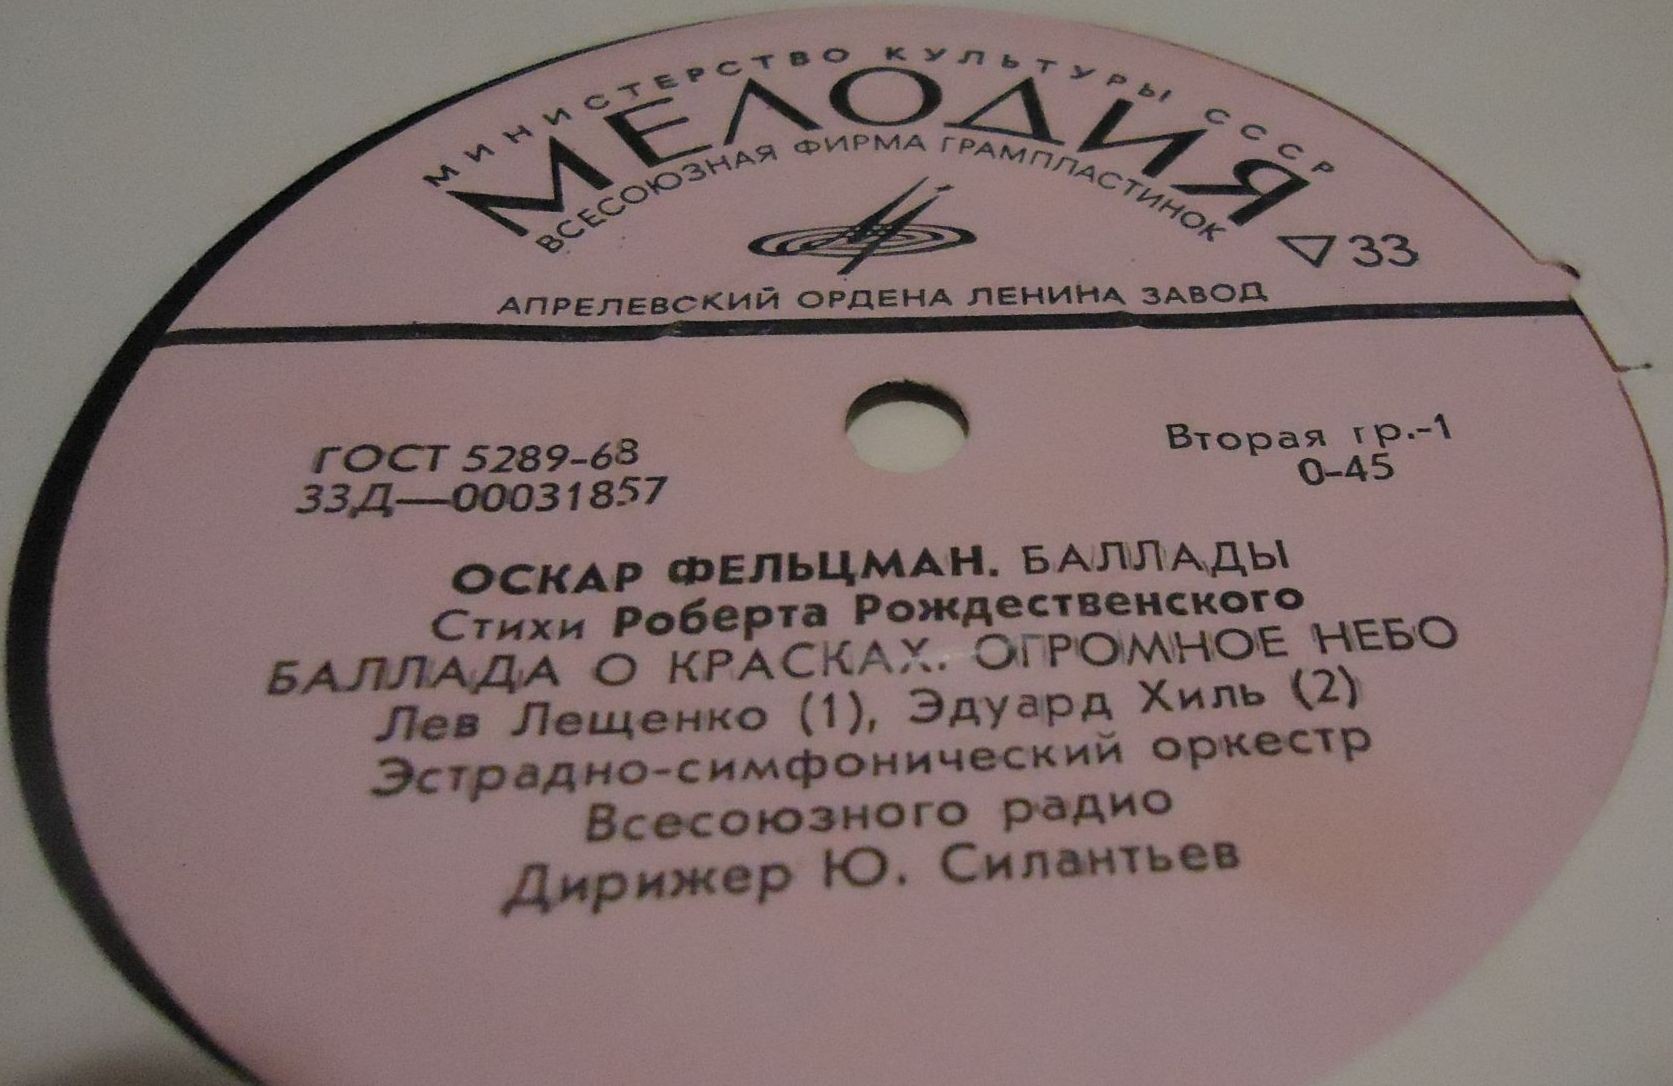 МИНИСТЕРСТВО КУЛЬТУРЫ СССР
МЕЛОДИЯ
ВСЕСОЮЗНАЯ ФИРМА ГРАМПЛАСТИНОК
▽33
АПРЕЛЕВСКИЙ ОРДЕНА ЛЕНИНА ЗАВОД
ГОСТ 5289-68
33Д—00031857
Вторая гр.-1
0-45
ОСКАР ФЕЛЬЦМАН. БАЛЛАДЫ
Стихи Роберта Рождественского
БАЛЛАДА О КРАСКАХ. ОГРОМНОЕ НЕБО
Лев Лещенко (1), Эдуард Хиль (2)
Эстрадно-симфонический оркестр
Всесоюзного радио
Дирижер Ю. Силантьев